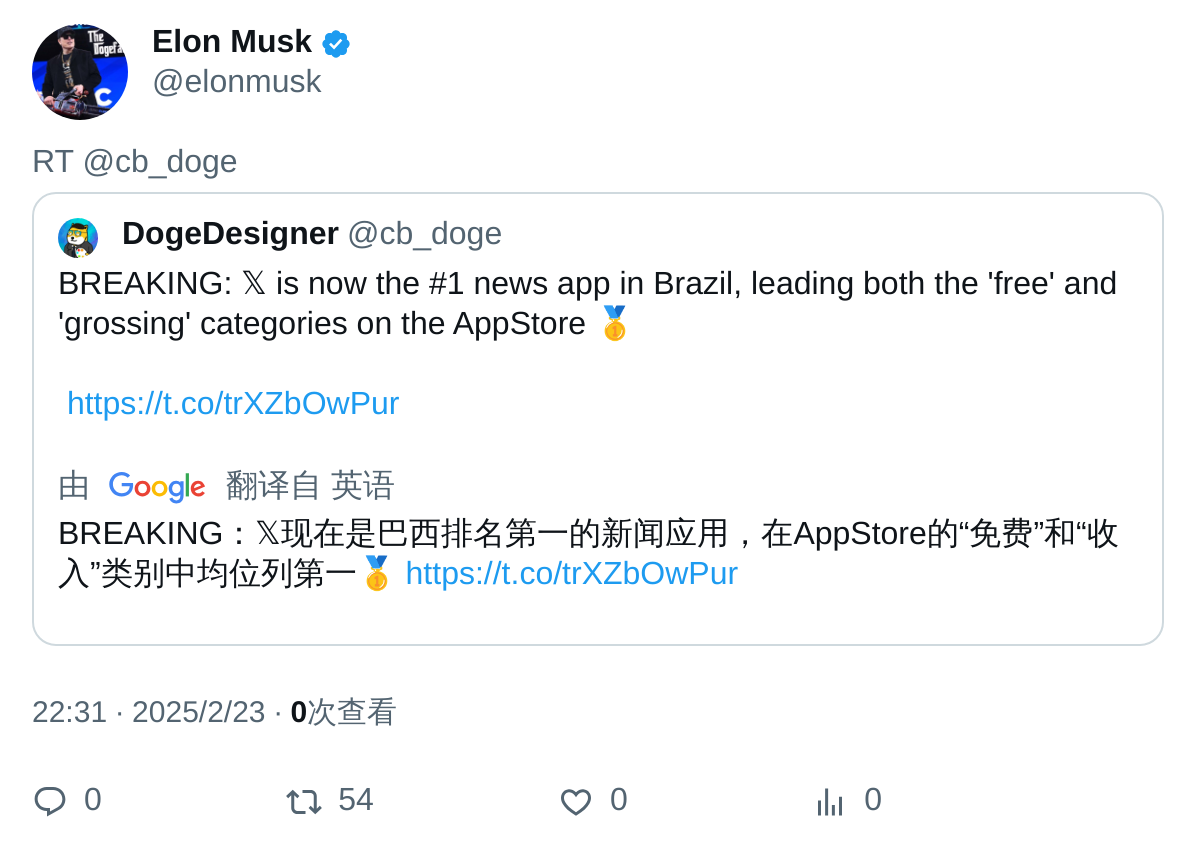 The
Dogefa
C
Elon Musk
@elonmusk
RT @cb_doge
DogeDesigner @cb_doge
BREAKING: 𝕏 is now the #1 news app in Brazil, leading both the 'free' and
'grossing' categories on the AppStore 🥇
https://t.co/trXZbOwPur
由 Google 翻译自 英语
BREAKING：𝕏现在是巴西排名第一的新闻应用，在AppStore的“免费”和“收
入”类别中均位列第一🥇 https://t.co/trXZbOwPur
22:31 · 2025/2/23 · 0次查看
0 54 0 0